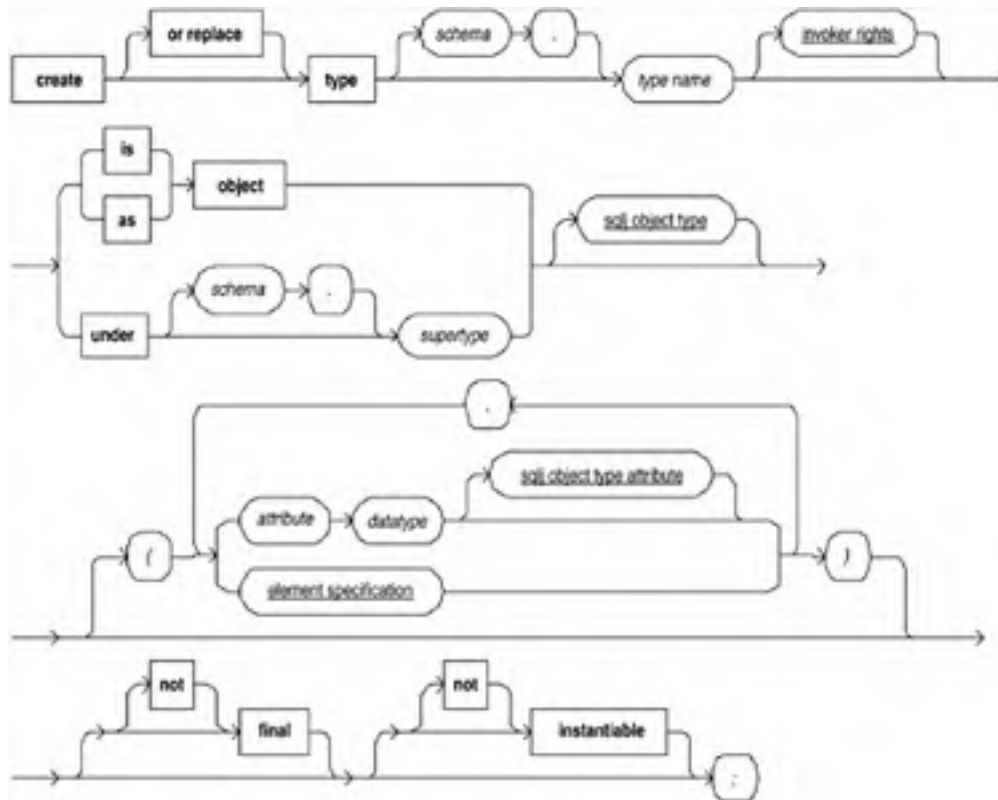 or replace schema . invoker rights
create type type name
is
object
as sqlj object type
schema .
under supertype
,
sqlj object type attribute
attribute datatype
( )
element specification
not not
final instantiable
;